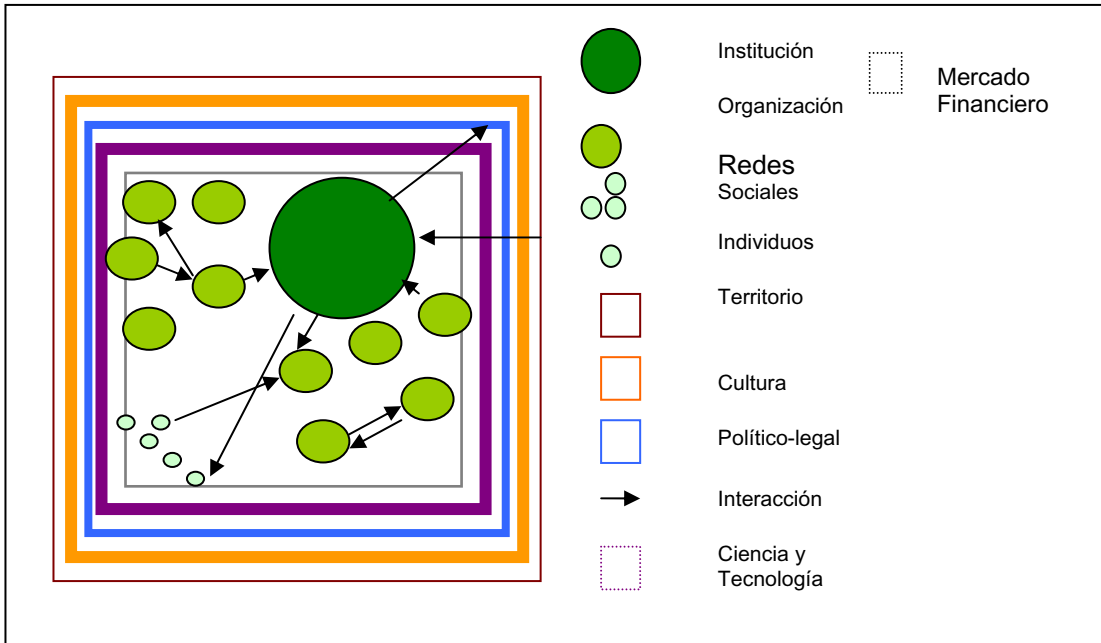 Institución
Mercado
Financiero
Organización
Redes
Sociales
Individuos
Territorio
Cultura
Político-legal
Interacción
Ciencia y
Tecnología